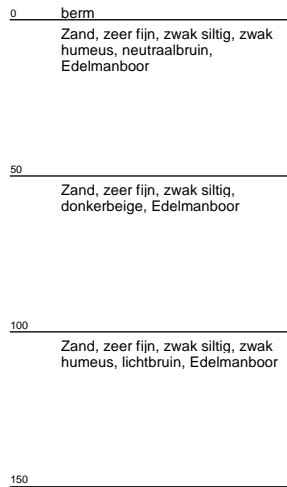 0 berm
Zand, zeer fijn, zwak siltig, zwak
humeus, neutraalbruin,
Edelmanboor
50
Zand, zeer fijn, zwak siltig,
donkerbeige, Edelmanboor
100
Zand, zeer fijn, zwak siltig, zwak
humeus, lichtbruin, Edelmanboor
150